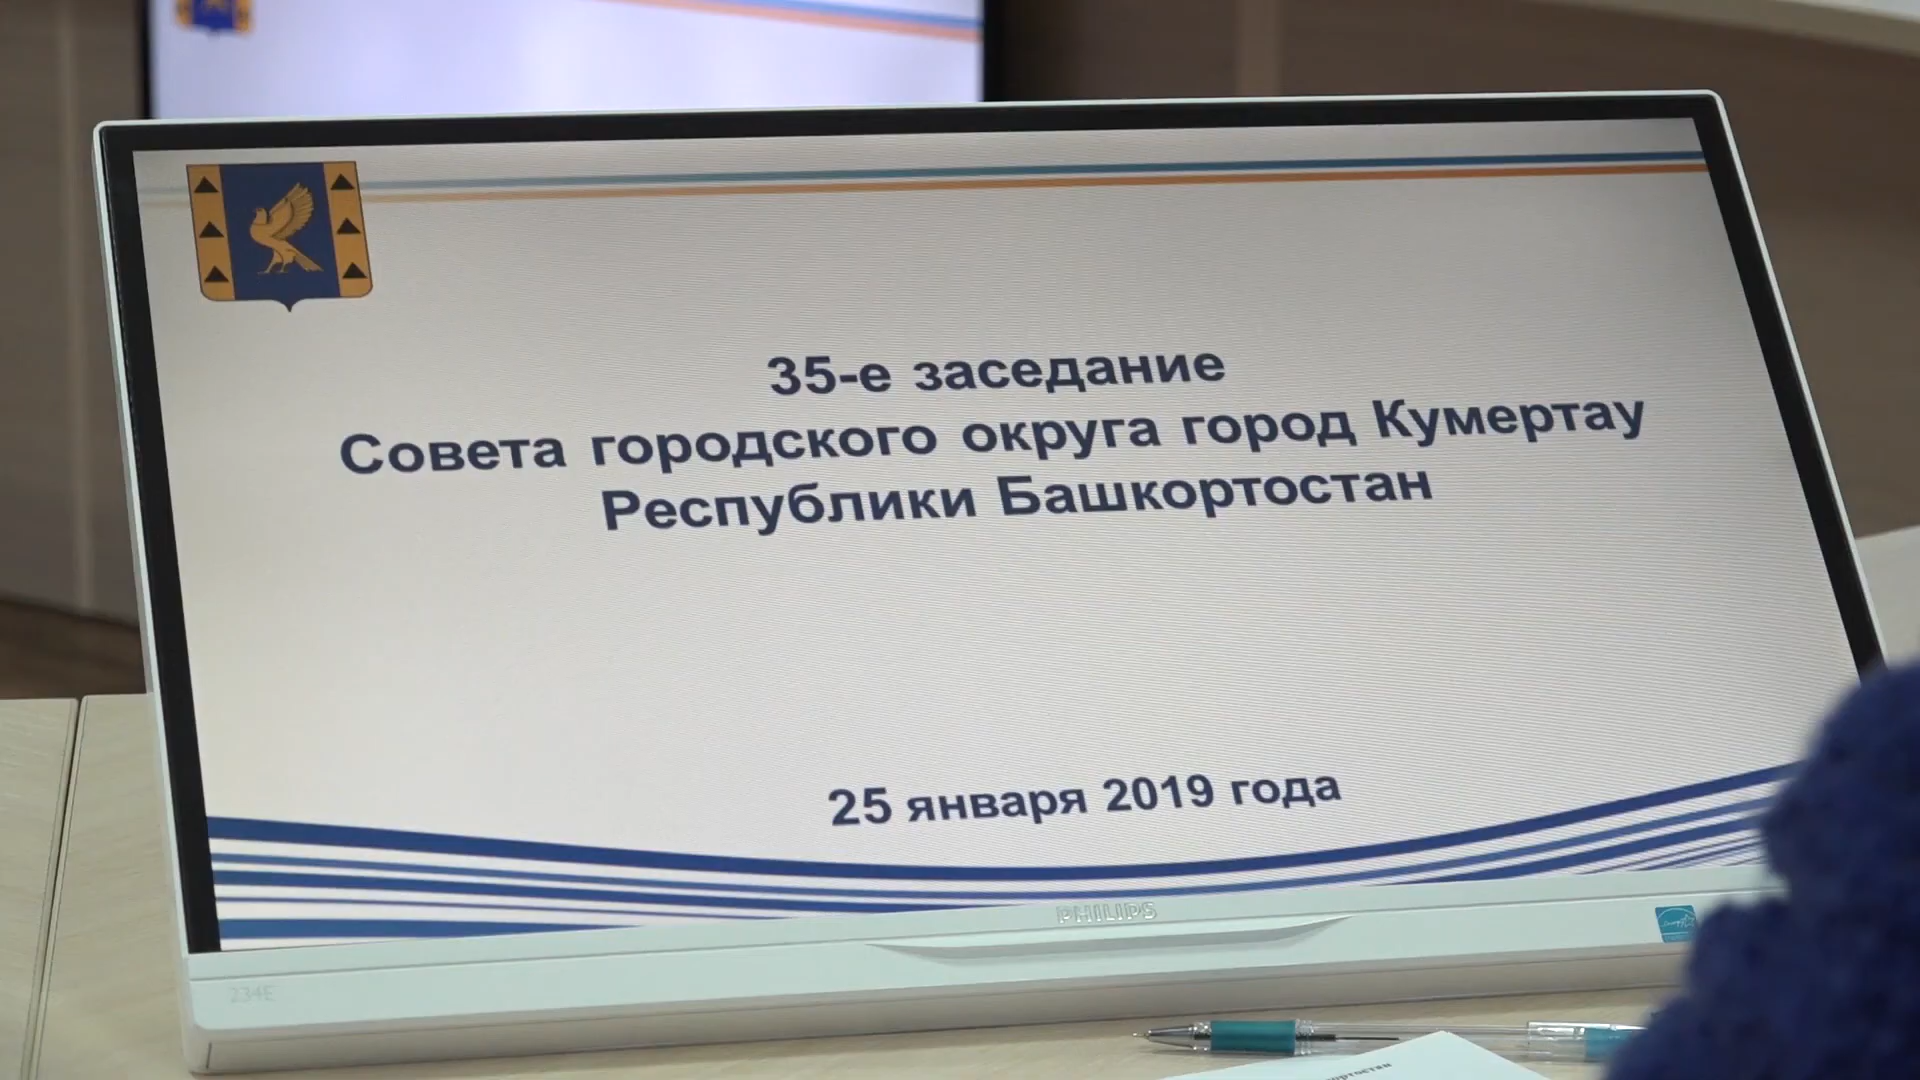 35-е заседание
Совета городского округа город Кумертау
Республики Башкортостан
25 января 2019 года
PHILIPS
234E